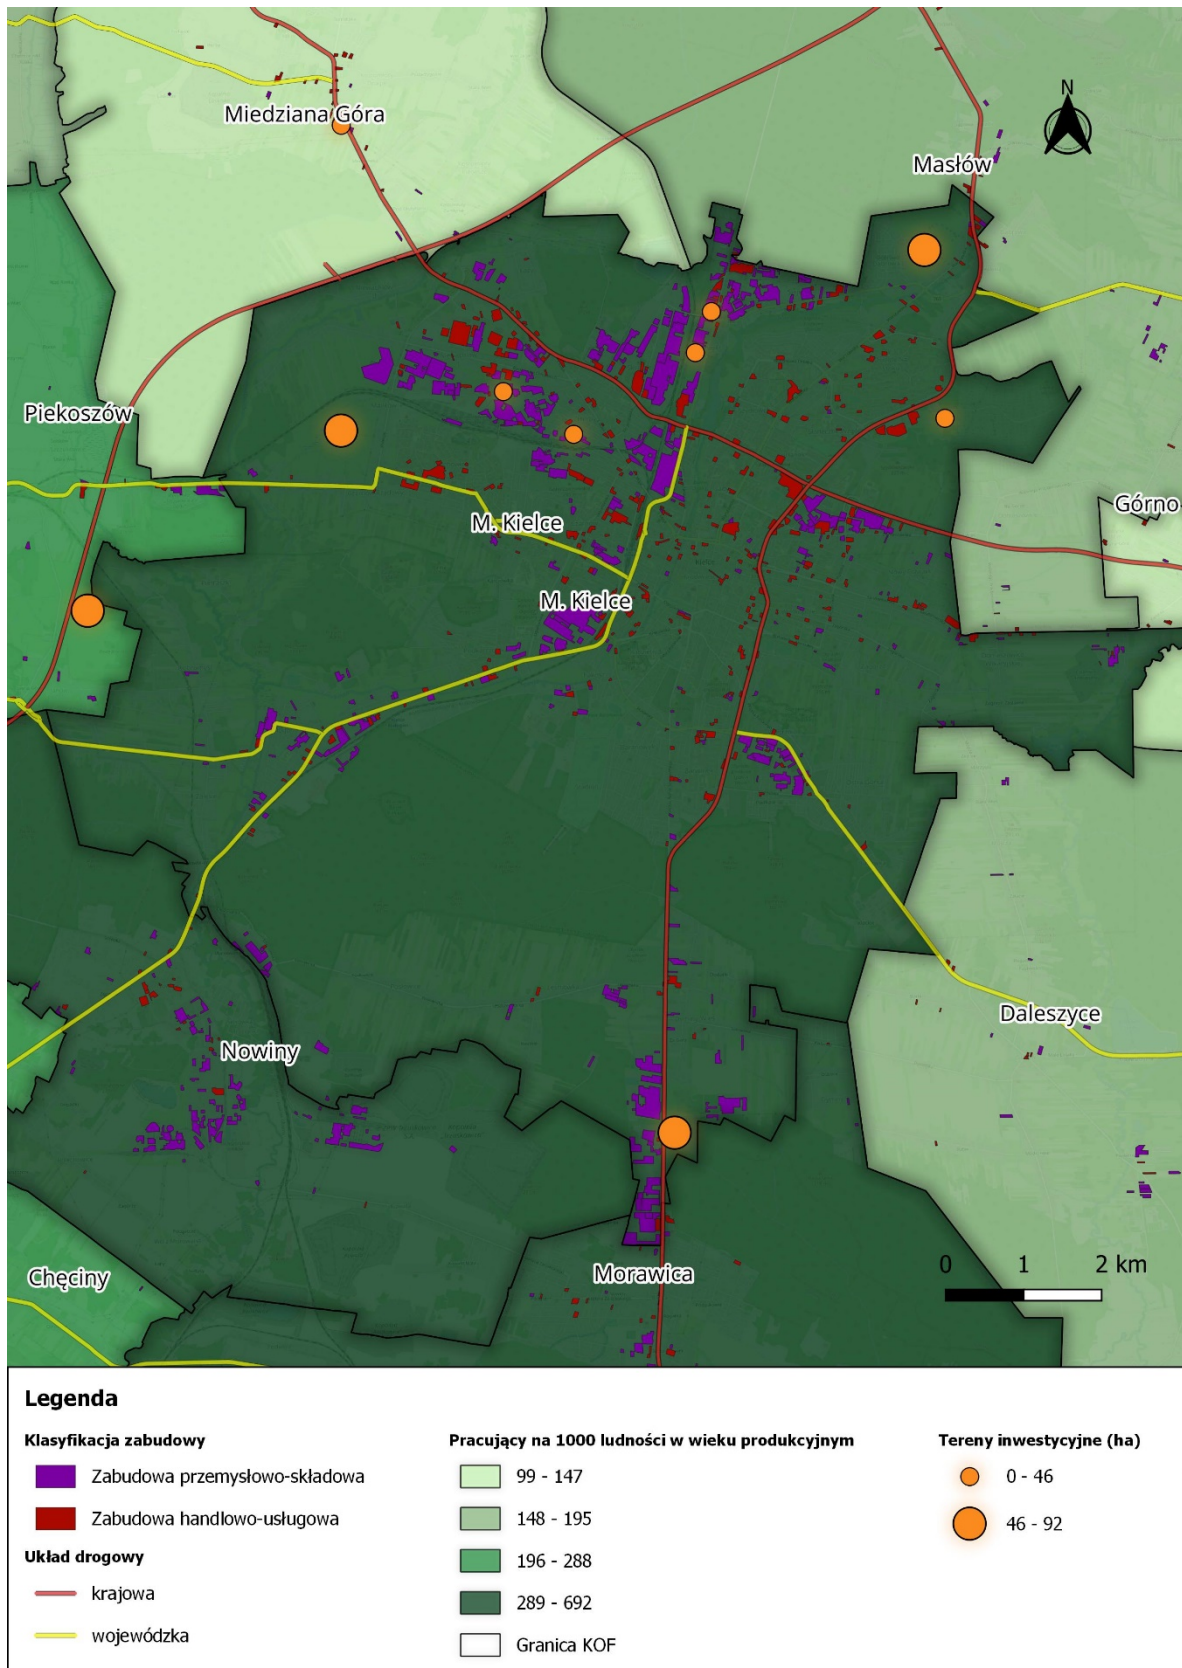 N
Miedziana Góra
Masłów
Piekoszów
Górno
M. Kielce
M. Kielce
Daleszyce
Nowiny
Chęciny
Morawica
0 1 2 km
Legenda
Klasyfikacja zabudowy
Zabudowa przemysłowo-składowa
Zabudowa handlowo-usługowa
Układ drogowy
krajowa
wojewódzka
Pracujący na 1000 ludności w wieku produkcyjnym
99 - 147
148 - 195
196 - 288
289 - 692
Granica KOF
Tereny inwestycyjne (ha)
0 - 46
46 - 92